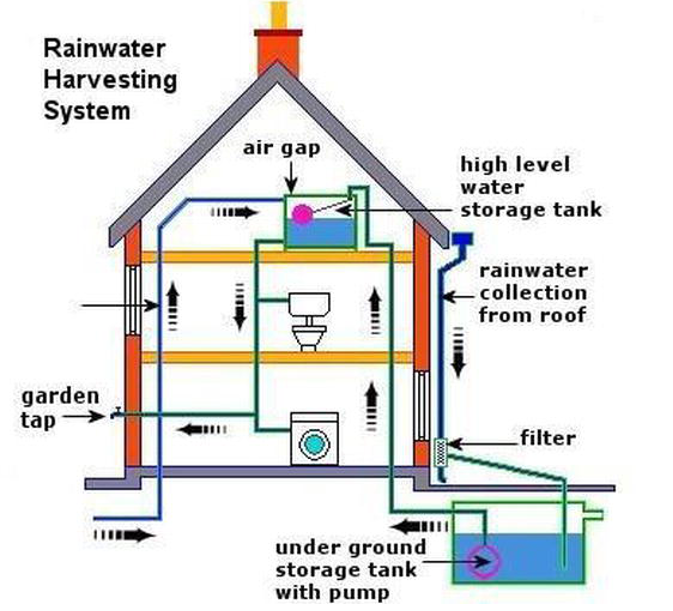 Rainwater
Harvesting
System
air gap
high level
water
storage tank
rainwater
collection
from roof
garden
tap
filter
under ground
storage tank
with pump